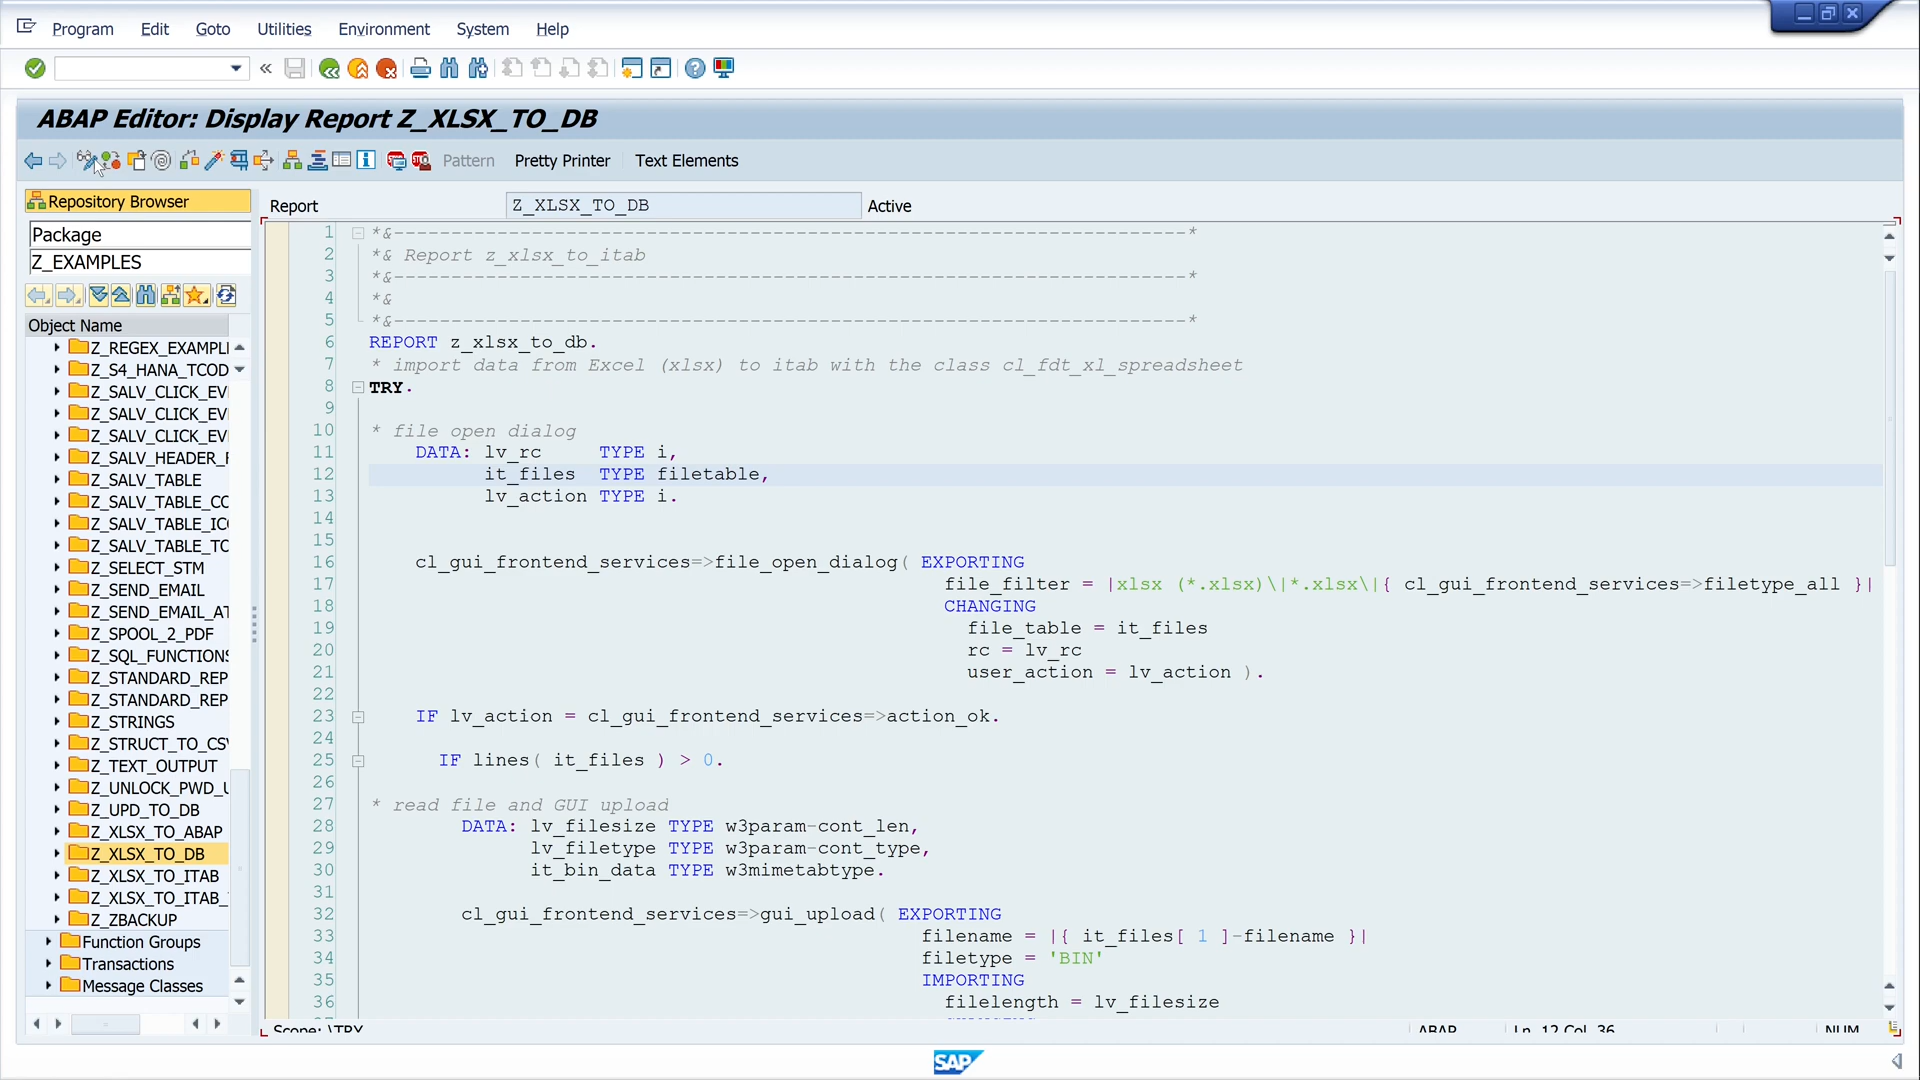 Program Edit Goto Utilities Environment System Help
ABAP Editor: Display Report Z_XLSX_TO_DB
Pattern Pretty Printer Text Elements
Repository Browser
Package
Z_EXAMPLES
Object Name
Z_REGEX_EXAMPL
Z_S4_HANA_TCOD
Z_SALV_CLICK_EV
Z_SALV_CLICK_EV
Z_SALV_CLICK_EV
Z_SALV_HEADER_F
Z_SALV_TABLE
Z_SALV_TABLE_CO
Z_SALV_TABLE_ICO
Z_SALV_TABLE_TC
Z_SELECT_STM
Z_SEND_EMAIL
Z_SEND_EMAIL_AT
Z_SPOOL_2_PDF
Z_SQL_FUNCTIONS
Z_STANDARD_REP
Z_STANDARD_REP
Z_STRINGS
Z_STRUCT_TO_CSV
Z_TEXT_OUTPUT
Z_UNLOCK_PWD_U
Z_UPD_TO_DB
Z_XLSX_TO_ABAP
Z_XLSX_TO_DB
Z_XLSX_TO_ITAB
Z_XLSX_TO_ITAB_
Z_ZBACKUP
Function Groups
Transactions
Message Classes
Report Z_XLSX_TO_DB Active
1 *&---------------------------------------------------------------------*
2 *& Report z_xlsx_to_itab
3 *&---------------------------------------------------------------------*
4 *&
5 *&---------------------------------------------------------------------*
6 REPORT z_xlsx_to_db.
7 * import data from Excel (xlsx) to itab with the class cl_fdt_xl_spreadsheet
8 TRY.
9
10 * file open dialog
11 DATA: lv_rc TYPE i,
12 it_files TYPE filetable,
13 lv_action TYPE i.
14
15
16 cl_gui_frontend_services=>file_open_dialog( EXPORTING
17 file_filter = |xlsx (*.xlsx)\|*.xlsx\|{ cl_gui_frontend_services=>filetype_all }|
18 CHANGING
19 file_table = it_files
20 rc = lv_rc
21 user_action = lv_action ).
22
23 IF lv_action = cl_gui_frontend_services=>action_ok.
24
25 IF lines( it_files ) > 0.
26
27 * read file and GUI upload
28 DATA: lv_filesize TYPE w3param-cont_len,
29 lv_filetype TYPE w3param-cont_type,
30 it_bin_data TYPE w3mimetabtype.
31
32 cl_gui_frontend_services=>gui_upload( EXPORTING
33 filename = |{ it_files[ 1 ]-filename }|
34 filetype = 'BIN'
35 IMPORTING
36 filelength = lv_filesize
Scope: \TRY ABAP Ln 12 Col 36 NUM
SAP